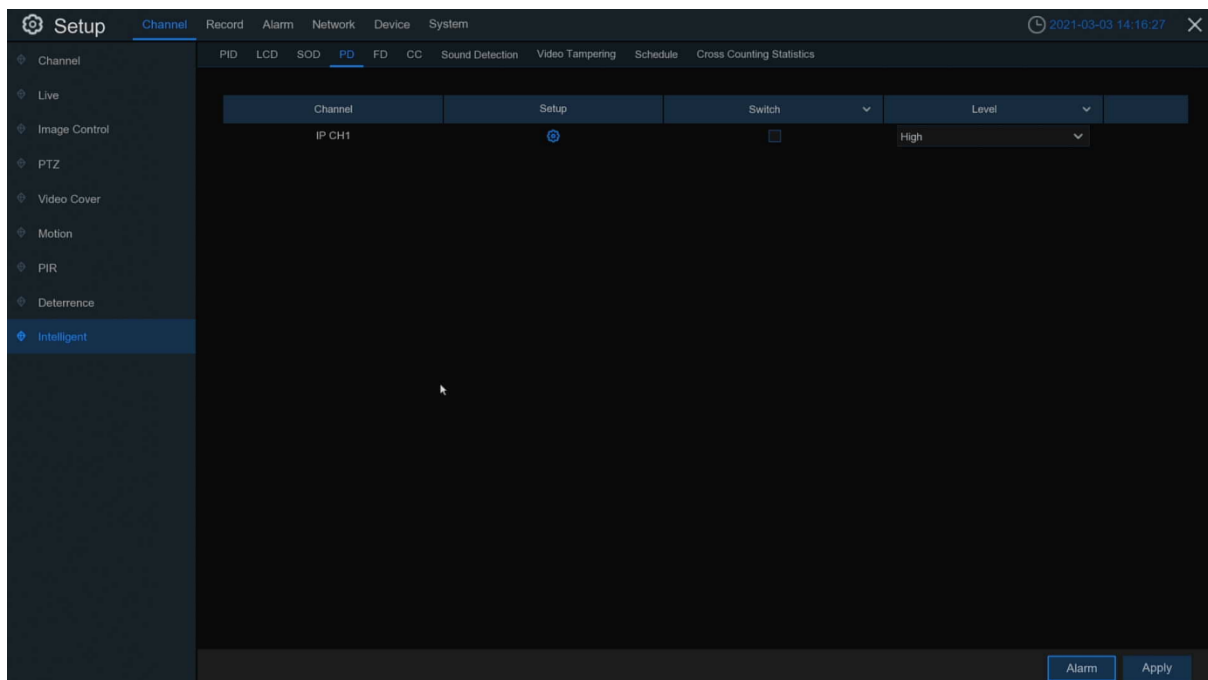 Setup Channel Record Alarm Network Device System 2021-03-03 14:16:27
PID LCD SOD PD FD CC Sound Detection Video Tampering Schedule Cross Counting Statistics
Channel
Live
Image Control
PTZ
Video Cover
Motion
PIR
Deterrence
Intelligent
Channel Setup Switch Level
IP CH1 High
Alarm Apply